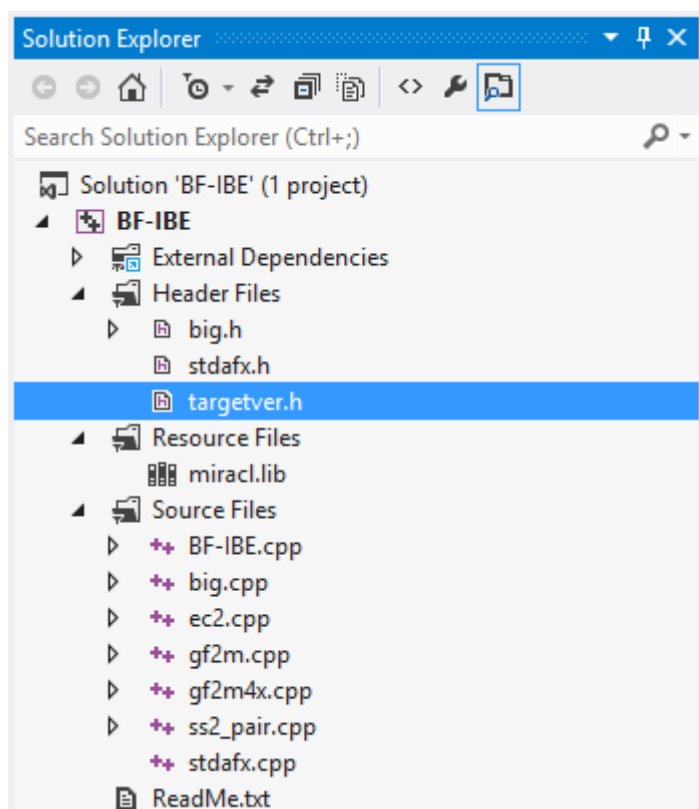 Solution Explorer
Search Solution Explorer (Ctrl+;)
Solution 'BF-IBE' (1 project)
BF-IBE
External Dependencies
Header Files
big.h
stdafx.h
targetver.h
Resource Files
miracl.lib
Source Files
BF-IBE.cpp
big.cpp
ec2.cpp
gf2m.cpp
gf2m4x.cpp
ss2_pair.cpp
stdafx.cpp
ReadMe.txt